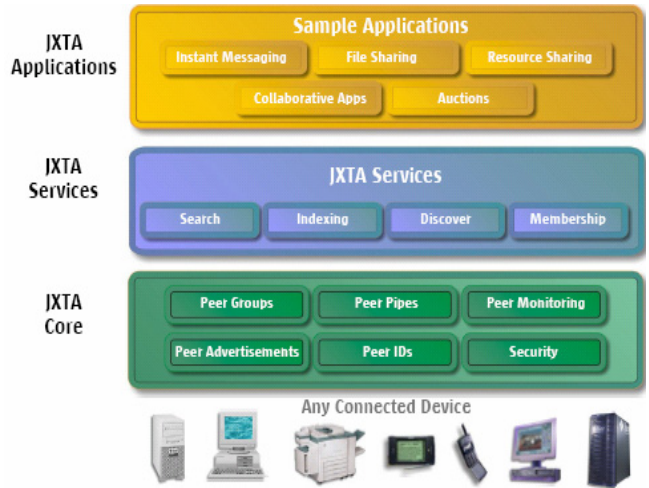 JXTA
Applications
Sample Applications
Instant Messaging
File Sharing
Resource Sharing
Collaborative Apps
Auctions
JXTA
Services
JXTA Services
Search
Indexing
Discover
Membership
JXTA
Core
Peer Groups
Peer Pipes
Peer Monitoring
Peer Advertisements
Peer IDs
Security
Any Connected Device